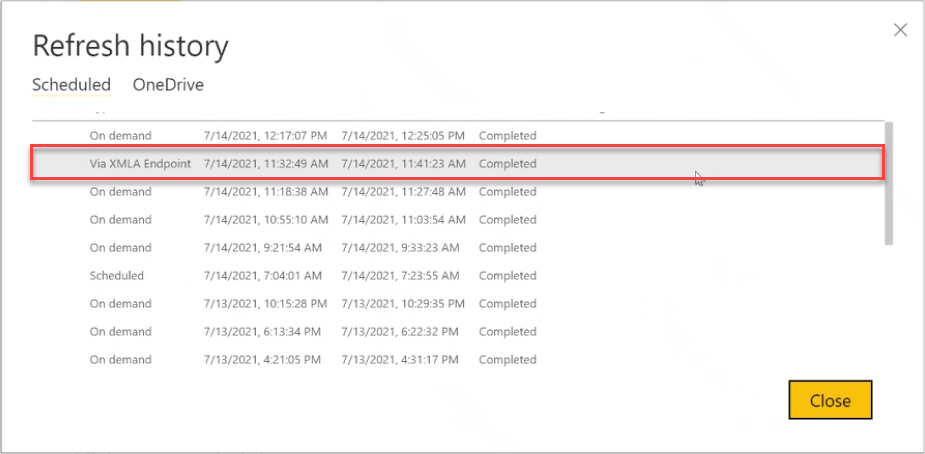 Refresh history
Scheduled OneDrive
On demand 7/14/2021, 12:17:07 PM 7/14/2021, 12:25:05 PM Completed
Via XMLA Endpoint 7/14/2021, 11:32:49 AM 7/14/2021, 11:41:23 AM Completed
On demand 7/14/2021, 11:18:38 AM 7/14/2021, 11:27:48 AM Completed
On demand 7/14/2021, 10:55:10 AM 7/14/2021, 11:03:54 AM Completed
On demand 7/14/2021, 9:21:54 AM 7/14/2021, 9:33:23 AM Completed
Scheduled 7/14/2021, 7:04:01 AM 7/14/2021, 7:23:55 AM Completed
On demand 7/13/2021, 10:15:28 PM 7/13/2021, 10:29:35 PM Completed
On demand 7/13/2021, 6:13:34 PM 7/13/2021, 6:22:32 PM Completed
On demand 7/13/2021, 4:21:05 PM 7/13/2021, 4:31:17 PM Completed
Close